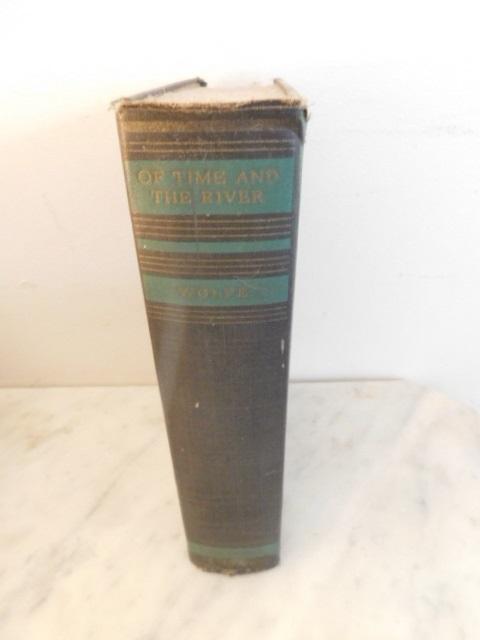 OF TIME AND
THE RIVER
WOLFE